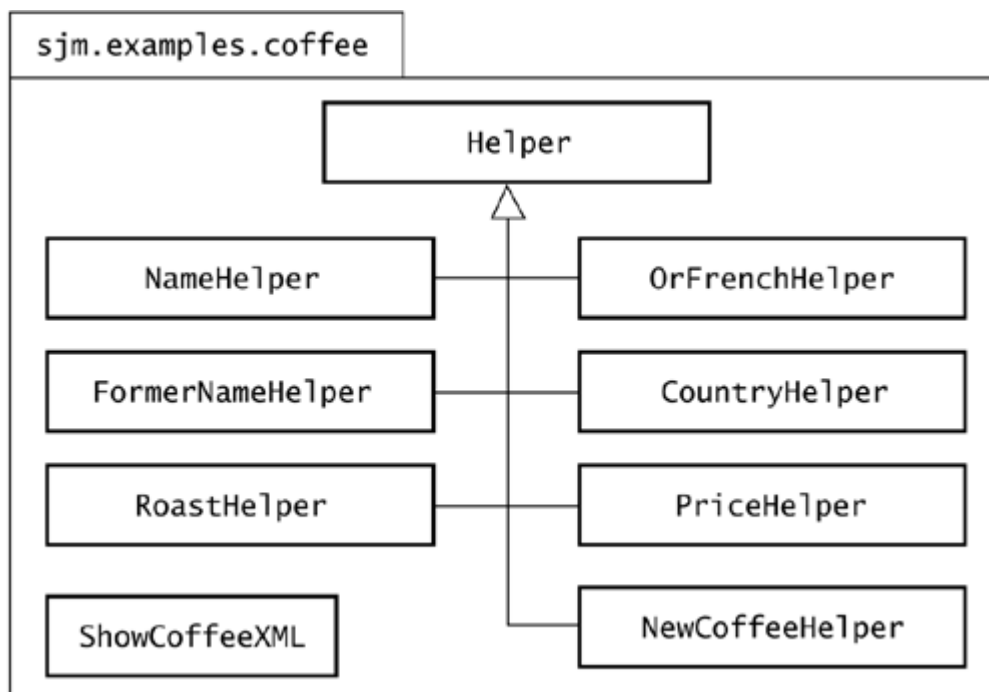 sjm.examples.coffee
Helper
NameHelper
OrFrenchHelper
FormerNameHelper
CountryHelper
RoastHelper
PriceHelper
ShowCoffeeXML
NewCoffeeHelper